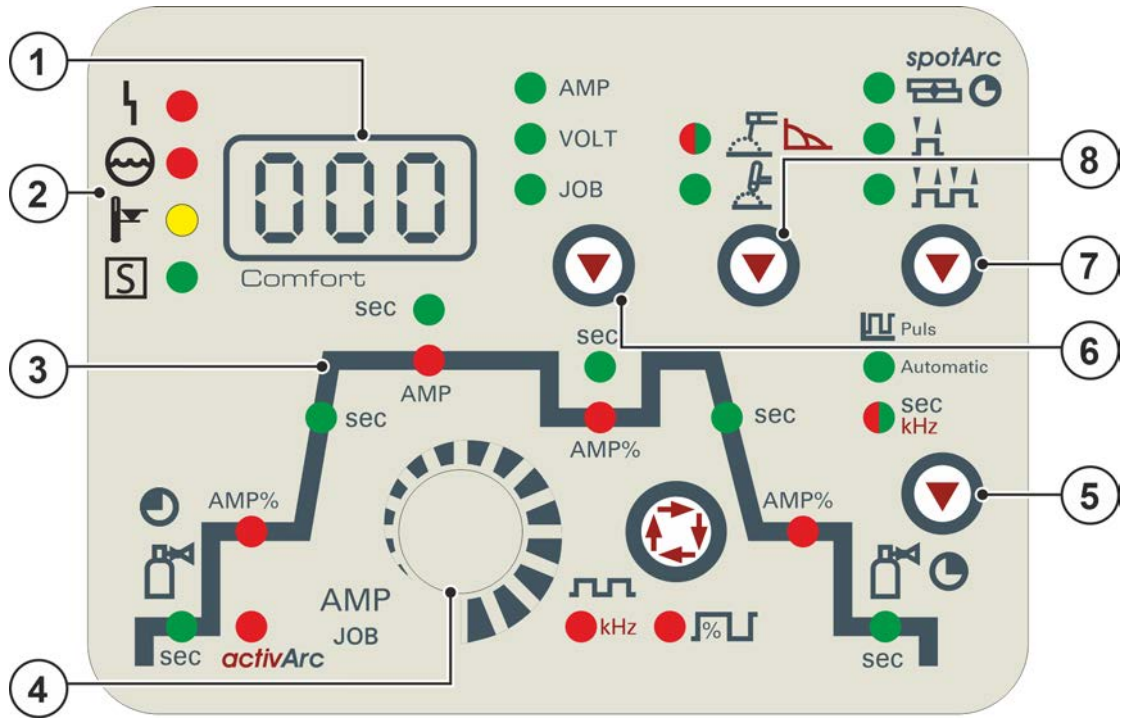 spotArc
1
AMP
VOLT
8
2
000
JOB
S
7
Comfort
sec
Puls
6
sec
3
Automatic
AMP
sec
kHz
sec
sec
AMP%
AMP%
AMP%
5
AMP
JOB
kHz
%
sec
activArc
sec
4